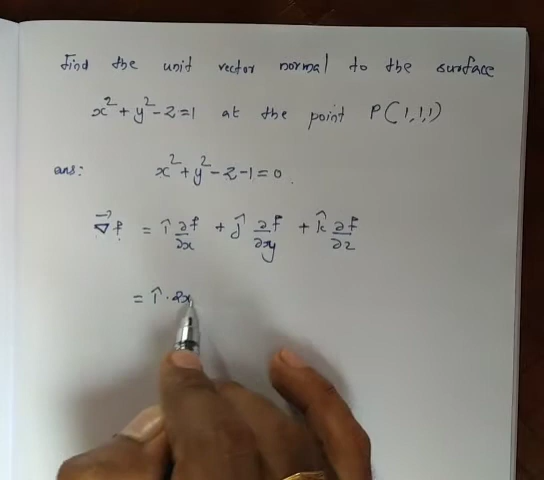 Find the unit vector normal to the surface
x² + y² - z = 1 at the point P(1,1,1)
ans: x² + y² - z - 1 = 0.
∇⃗f = î ∂f/∂x + ĵ ∂f/∂y + k̂ ∂f/∂z
= î · 2x